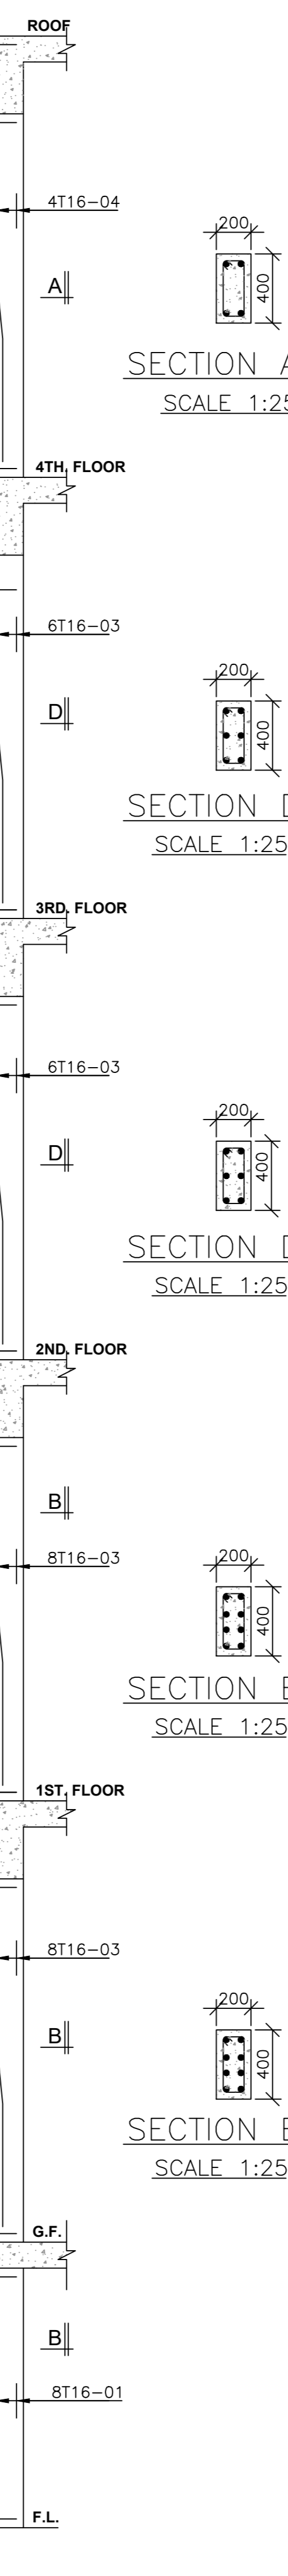 ROOF
4T16-04
200
A
400
SECTION A
SCALE 1:25
4TH. FLOOR
6T16-03
200
D
400
SECTION D
SCALE 1:25
3RD. FLOOR
6T16-03
200
D
400
SECTION D
SCALE 1:25
2ND. FLOOR
B
8T16-03
200
400
SECTION B
SCALE 1:25
1ST. FLOOR
8T16-03
200
B
400
SECTION B
SCALE 1:25
G.F.
B
8T16-01
F.L.